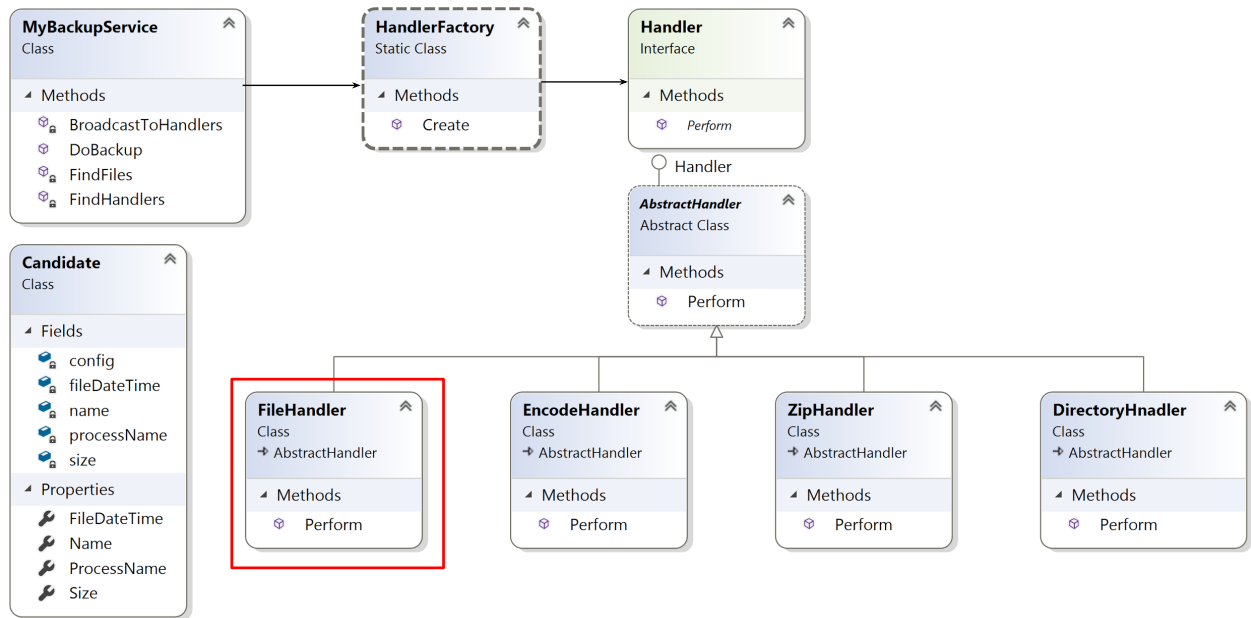 MyBackupService
Class
Methods
BroadcastToHandlers
DoBackup
FindFiles
FindHandlers
HandlerFactory
Static Class
Methods
Create
Handler
Interface
Methods
Perform
Handler
AbstractHandler
Abstract Class
Methods
Perform
Candidate
Class
Fields
config
fileDateTime
name
processName
size
Properties
FileDateTime
Name
ProcessName
Size
FileHandler
Class
AbstractHandler
Methods
Perform
EncodeHandler
Class
AbstractHandler
Methods
Perform
ZipHandler
Class
AbstractHandler
Methods
Perform
DirectoryHnadler
Class
AbstractHandler
Methods
Perform